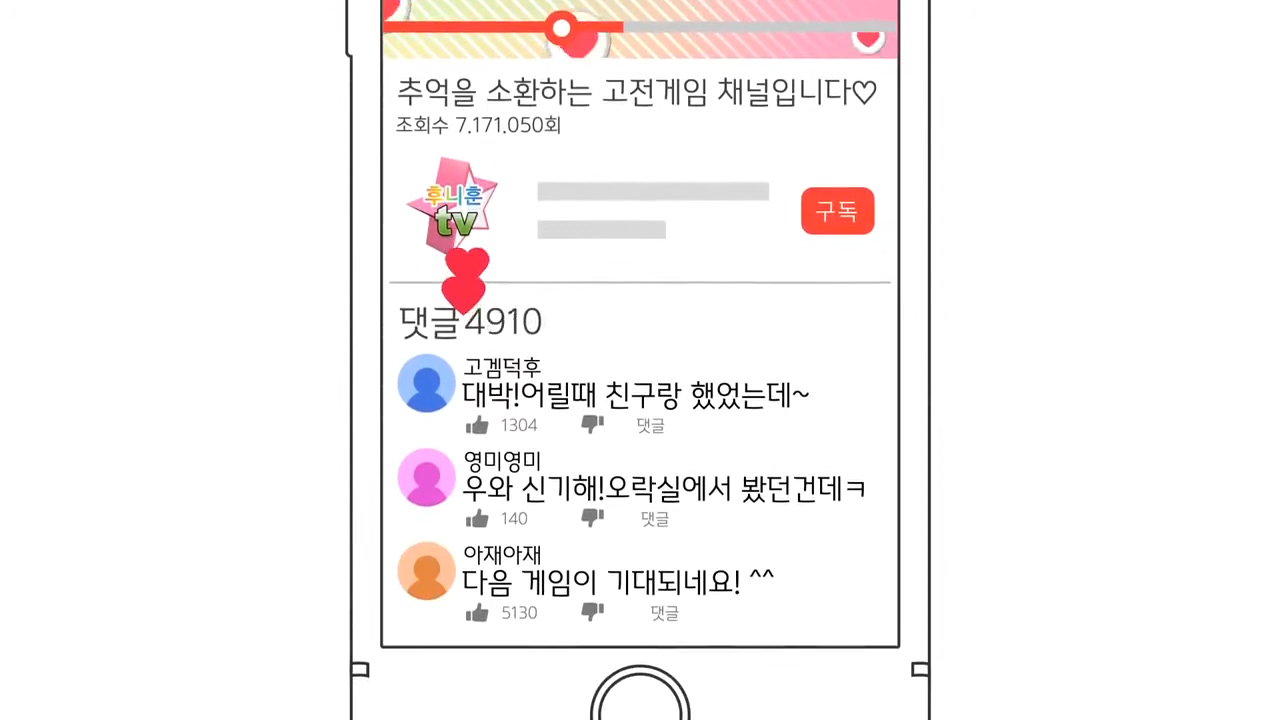 추억을 소환하는 고전게임 채널입니다♡
조회수 7.171.050회
후니훈
tv
구독
댓글 4910
고겜덕후
대박!어릴때 친구랑 했었는데~
1304 댓글
영미영미
우와 신기해!오락실에서 봤던건데ㅋ
140 댓글
아재아재
다음 게임이 기대되네요! ^^
5130 댓글